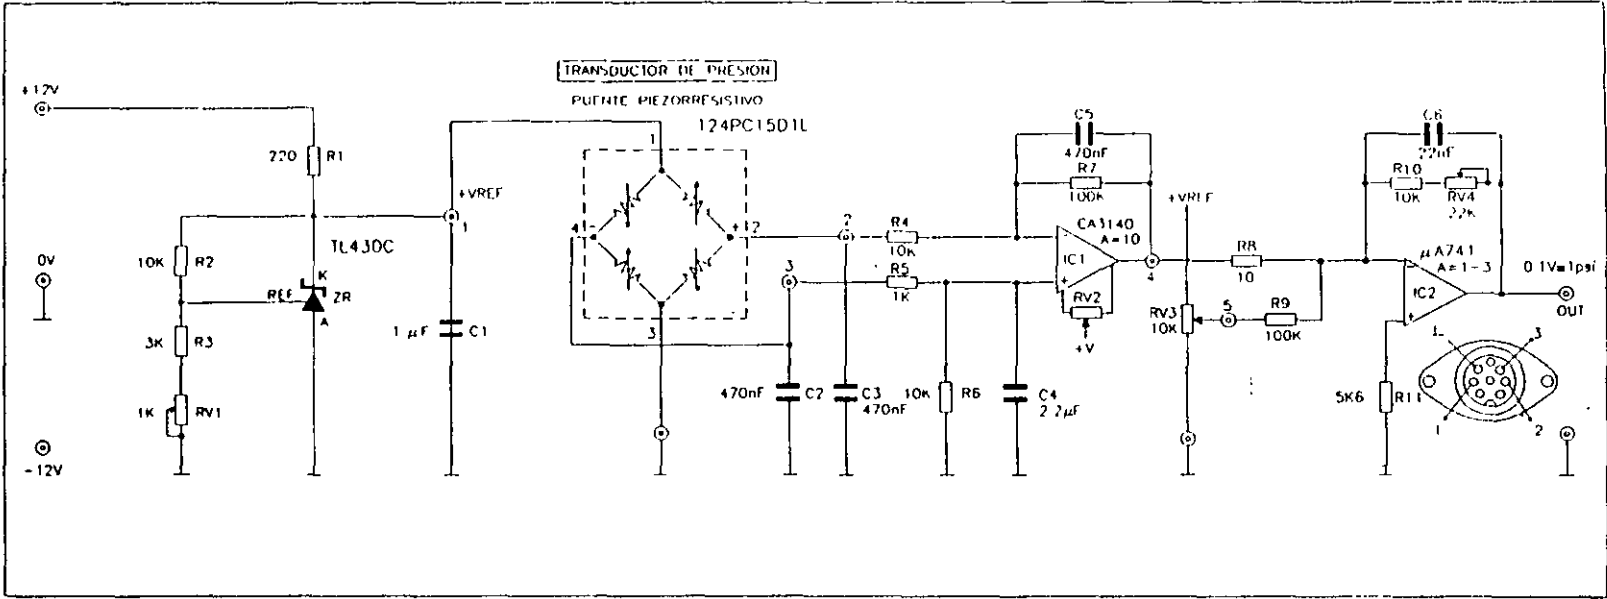 TRANSDUCTOR DE PRESION
PUENTE PIEZORRESISTIVO
124PC15D1L
+12V
0V
-12V
220 R1
10K R2
3K R3
1K RV1
TL430C
REF
K
ZR
A
+VREF
1
1 µF C1
1
4 -
+ 2
3
2
3
470nF C2
C3
470nF
R4
10K
R5
1K
10K R6
C4
2.2µF
C5
470nF
R7
100K
CA3140
A=10
IC1
+
RV2
+V
4
+VREF
RV3
10K
5
R8
10
R9
100K
C6
22nF
R10
10K
RV4
22K
µA741
A=1-3
-
IC2
+
0.1V=1psi
OUT
5K6 R11
3
1
2